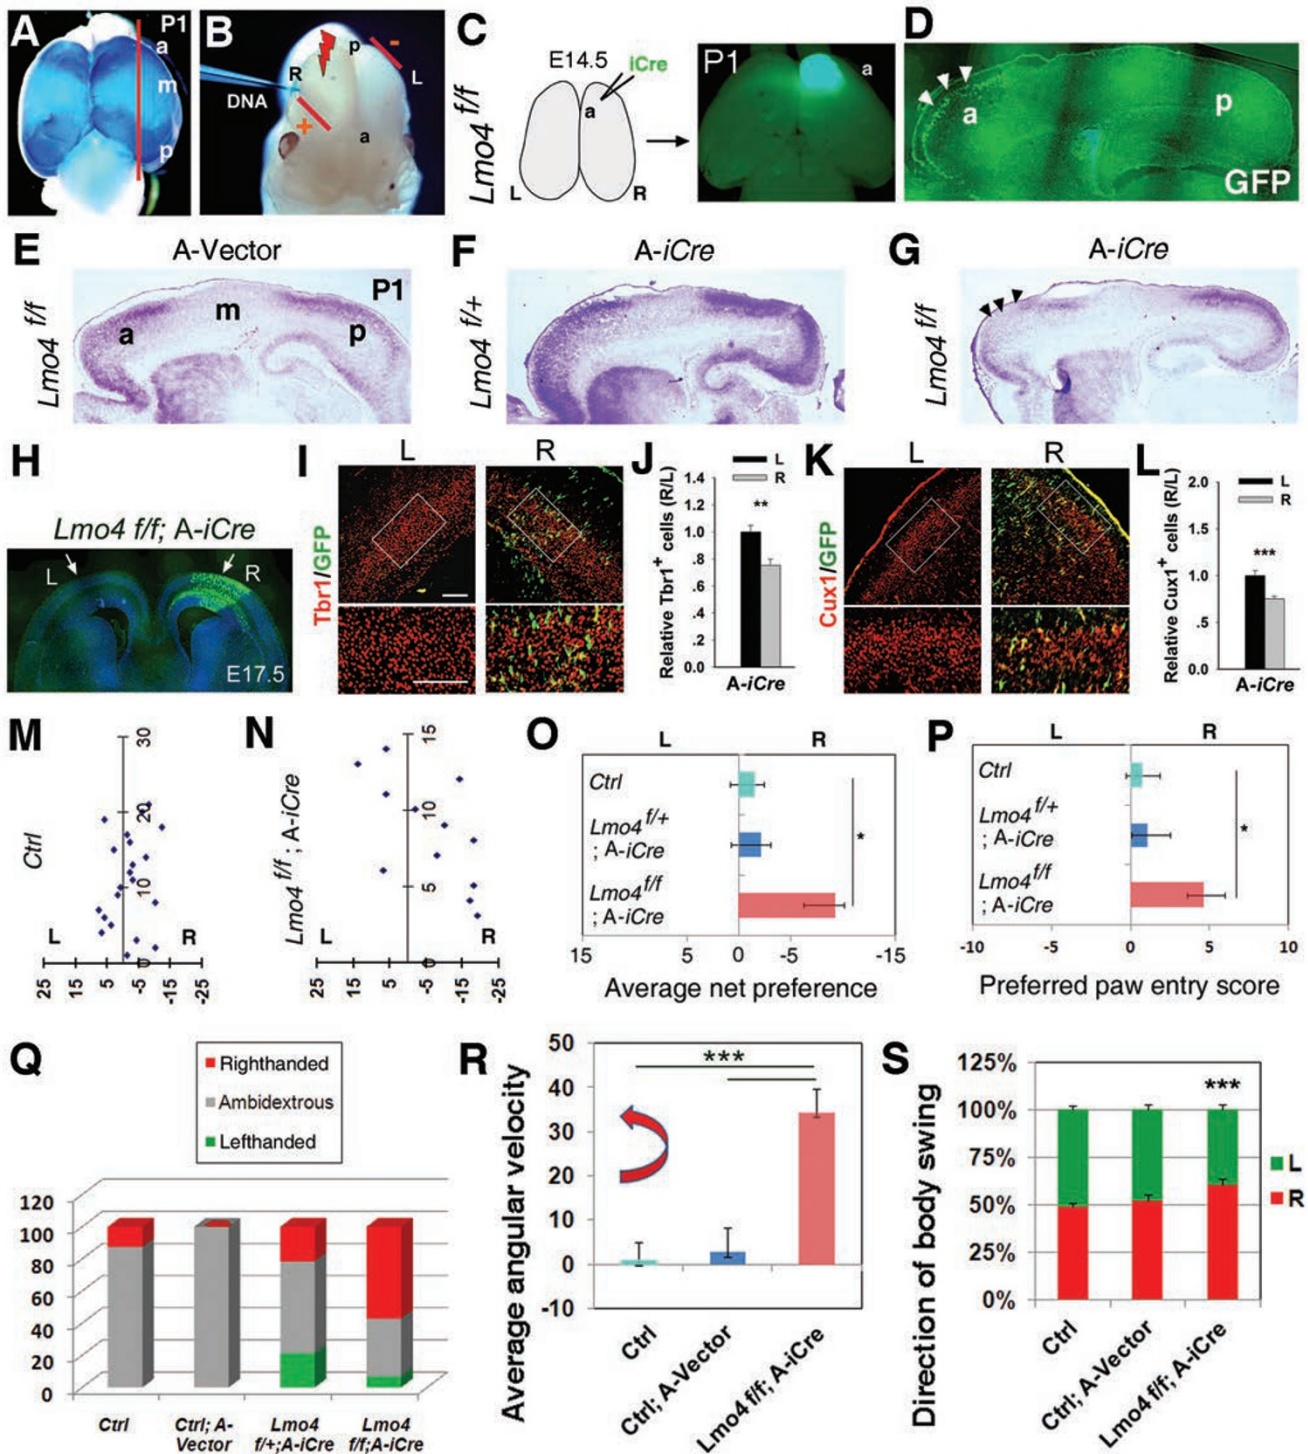 A
P1
a
m
p
B
p
-
R
L
DNA
+
a
C
Lmo4 f/f
E14.5
iCre
a
L
R
P1
a
D
a
p
GFP
E
A-Vector
Lmo4 f/f
P1
a
m
p
F
A-iCre
Lmo4 f/+
G
A-iCre
Lmo4 f/f
H
Lmo4 f/f; A-iCre
L
R
E17.5
I
L
R
Tbr1/GFP
J
L
R
Relative Tbr1+ cells (R/L)
1.4
1.2
1.0
.8
.6
.4
.2
0.0
**
A-iCre
K
L
R
Cux1/GFP
L
L
R
Relative Cux1+ cells (R/L)
2.0
1.5
1.0
0.5
0.0
***
A-iCre
M
Ctrl
30
20
10
0
L
R
25
15
5
-5
-15
-25
N
Lmo4 f/f ; A-iCre
15
10
5
0
L
R
25
15
5
-5
-15
-25
O
L
R
Ctrl
Lmo4 f/+
; A-iCre
Lmo4 f/f
; A-iCre
*
15
5
0
-5
-15
Average net preference
P
L
R
Ctrl
Lmo4 f/+
; A-iCre
Lmo4 f/f
; A-iCre
*
-10
-5
0
5
10
Preferred paw entry score
Q
Righthanded
Ambidextrous
Lefthanded
120
100
80
60
40
20
0
Ctrl
Ctrl; A-
Vector
Lmo4
f/+;A-iCre
Lmo4
f/f;A-iCre
R
Average angular velocity
50
40
30
20
10
0
-10
***
Ctrl
Ctrl; A-Vector
Lmo4 f/f; A-iCre
S
Direction of body swing
125%
100%
75%
50%
25%
0%
***
L
R
Ctrl
Ctrl; A-Vector
Lmo4 f/f; A-iCre